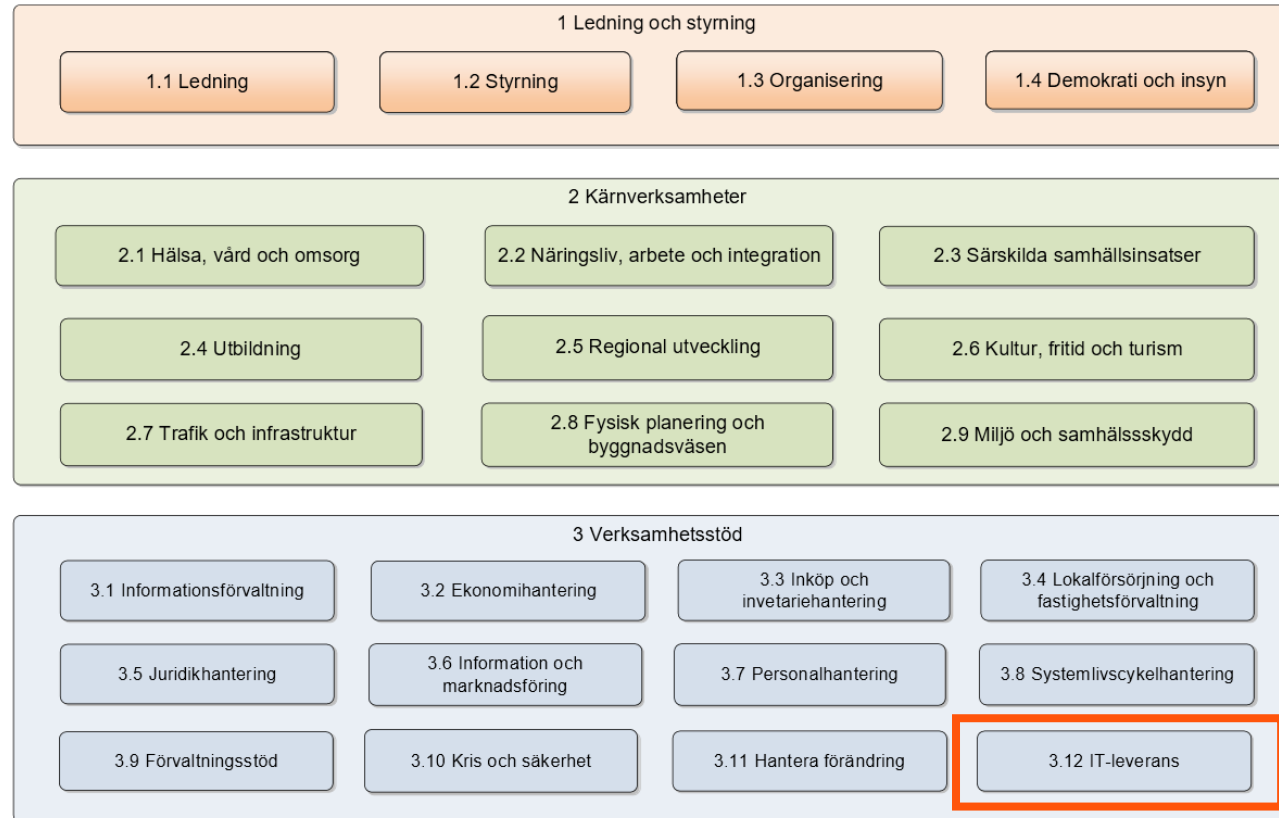 1 Ledning och styrning
1.1 Ledning
1.2 Styrning
1.3 Organisering
1.4 Demokrati och insyn
2 Kärnverksamheter
2.1 Hälsa, vård och omsorg
2.2 Näringsliv, arbete och integration
2.3 Särskilda samhällsinsatser
2.4 Utbildning
2.5 Regional utveckling
2.6 Kultur, fritid och turism
2.7 Trafik och infrastruktur
2.8 Fysisk planering och
byggnadsväsen
2.9 Miljö och samhälssskydd
3 Verksamhetsstöd
3.1 Informationsförvaltning
3.2 Ekonomihantering
3.3 Inköp och
invetariehantering
3.4 Lokalförsörjning och
fastighetsförvaltning
3.5 Juridikhantering
3.6 Information och
marknadsföring
3.7 Personalhantering
3.8 Systemlivscykelhantering
3.9 Förvaltningsstöd
3.10 Kris och säkerhet
3.11 Hantera förändring
3.12 IT-leverans